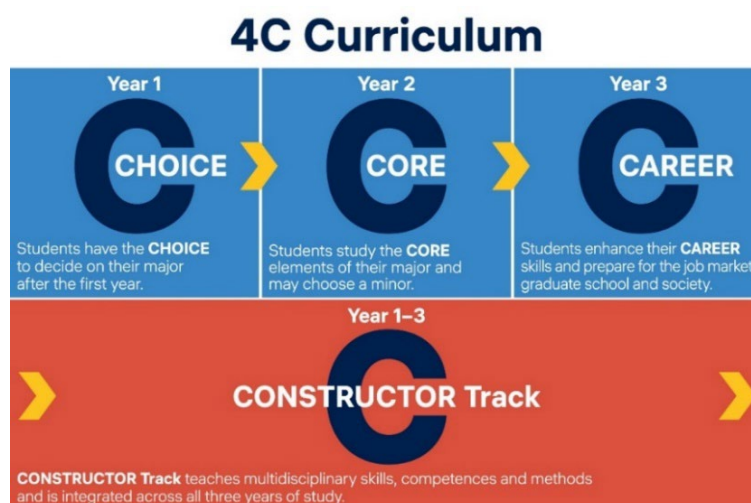 4C Curriculum
Year 1
C
CHOICE
Students have the CHOICE
to decide on their major
after the first year.
Year 2
C
CORE
Students study the CORE
elements of their major and
may choose a minor.
Year 3
C
CAREER
Students enhance their CAREER
skills and prepare for the job market,
graduate school and society.
Year 1–3
C
CONSTRUCTOR Track
CONSTRUCTOR Track teaches multidisciplinary skills, competences and methods
and is integrated across all three years of study.